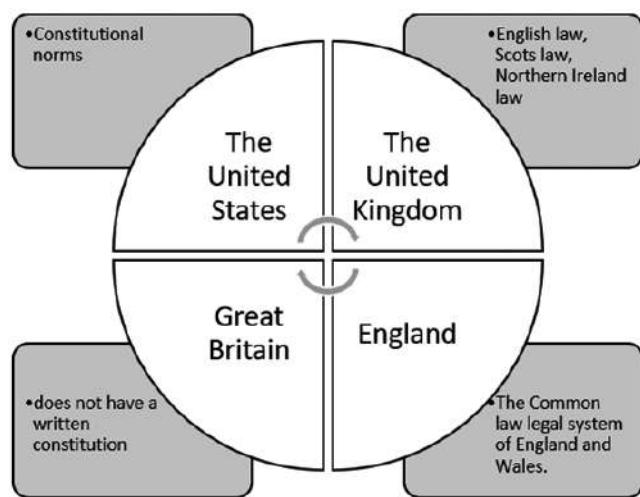 •Constitutional
norms
•English law,
Scots law,
Northern Ireland
law
The
United
States
The
United
Kingdom
Great
Britain
England
•does not have a
written
constitution
•The Common
law legal system
of England and
Wales.